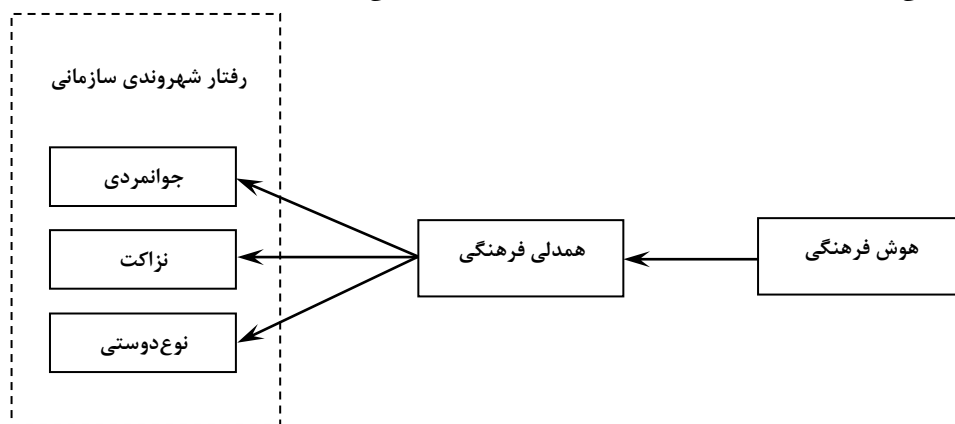 رفتار شهروندی سازمانی
جوانمردی
نزاکت
نوع‌دوستی
همدلی فرهنگی
هوش فرهنگی